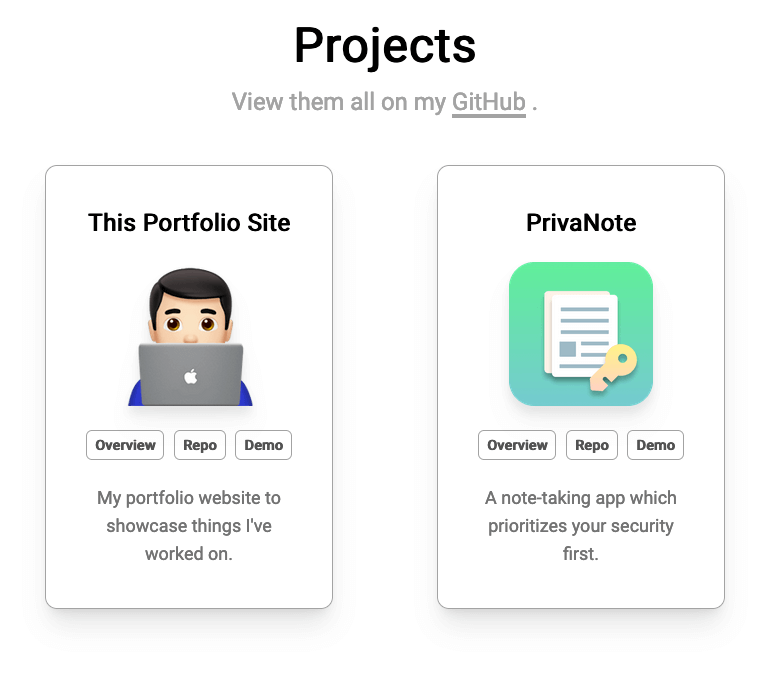 Projects
View them all on my GitHub .
This Portfolio Site
Overview Repo Demo
My portfolio website to
showcase things I've
worked on.
PrivaNote
Overview Repo Demo
A note-taking app which
prioritizes your security
first.